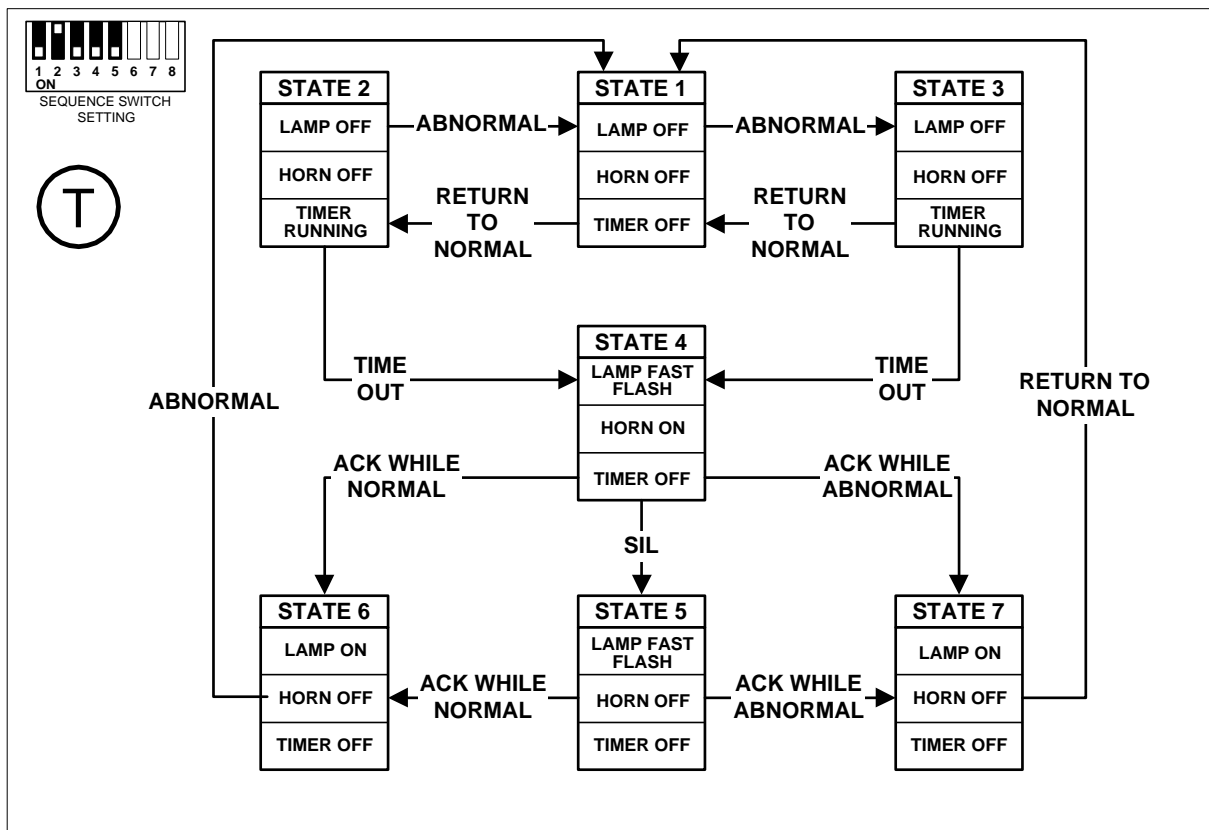 1 2 3 4 5 6 7 8
ON
SEQUENCE SWITCH
SETTING
T
STATE 2
LAMP OFF
HORN OFF
TIMER
RUNNING
ABNORMAL
STATE 1
LAMP OFF
HORN OFF
TIMER OFF
ABNORMAL
STATE 3
LAMP OFF
HORN OFF
TIMER
RUNNING
RETURN
TO
NORMAL
RETURN
TO
NORMAL
TIME
OUT
STATE 4
LAMP FAST
FLASH
HORN ON
TIMER OFF
TIME
OUT
ABNORMAL
RETURN TO
NORMAL
ACK WHILE
NORMAL
ACK WHILE
ABNORMAL
SIL
STATE 6
LAMP ON
HORN OFF
TIMER OFF
ACK WHILE
NORMAL
STATE 5
LAMP FAST
FLASH
HORN OFF
TIMER OFF
ACK WHILE
ABNORMAL
STATE 7
LAMP ON
HORN OFF
TIMER OFF